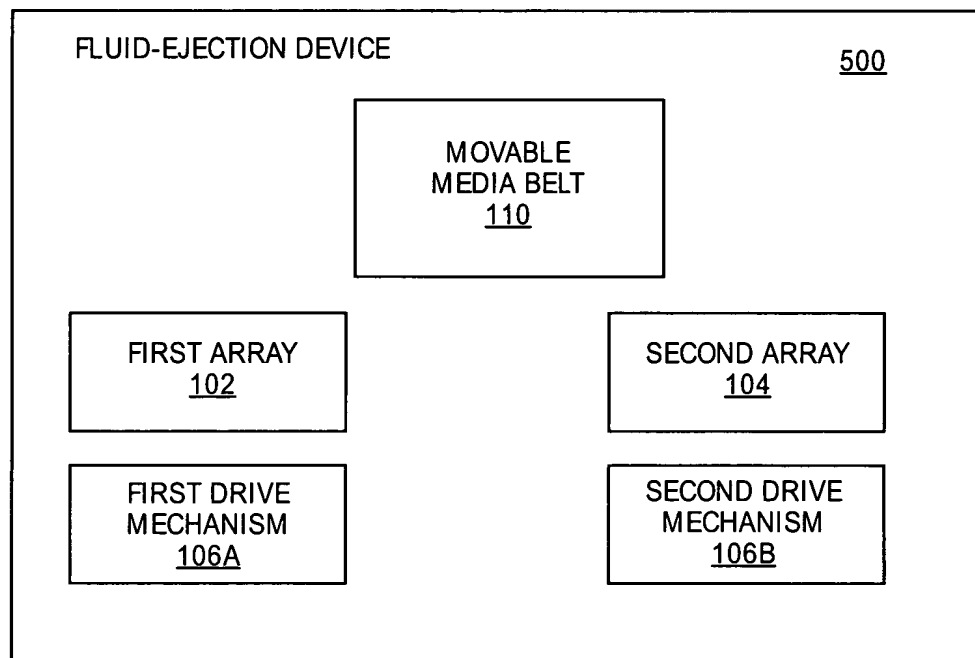 FLUID-EJECTION DEVICE
500
MOVABLE
MEDIA BELT
110
FIRST ARRAY
102
SECOND ARRAY
104
FIRST DRIVE
MECHANISM
106A
SECOND DRIVE
MECHANISM
106B